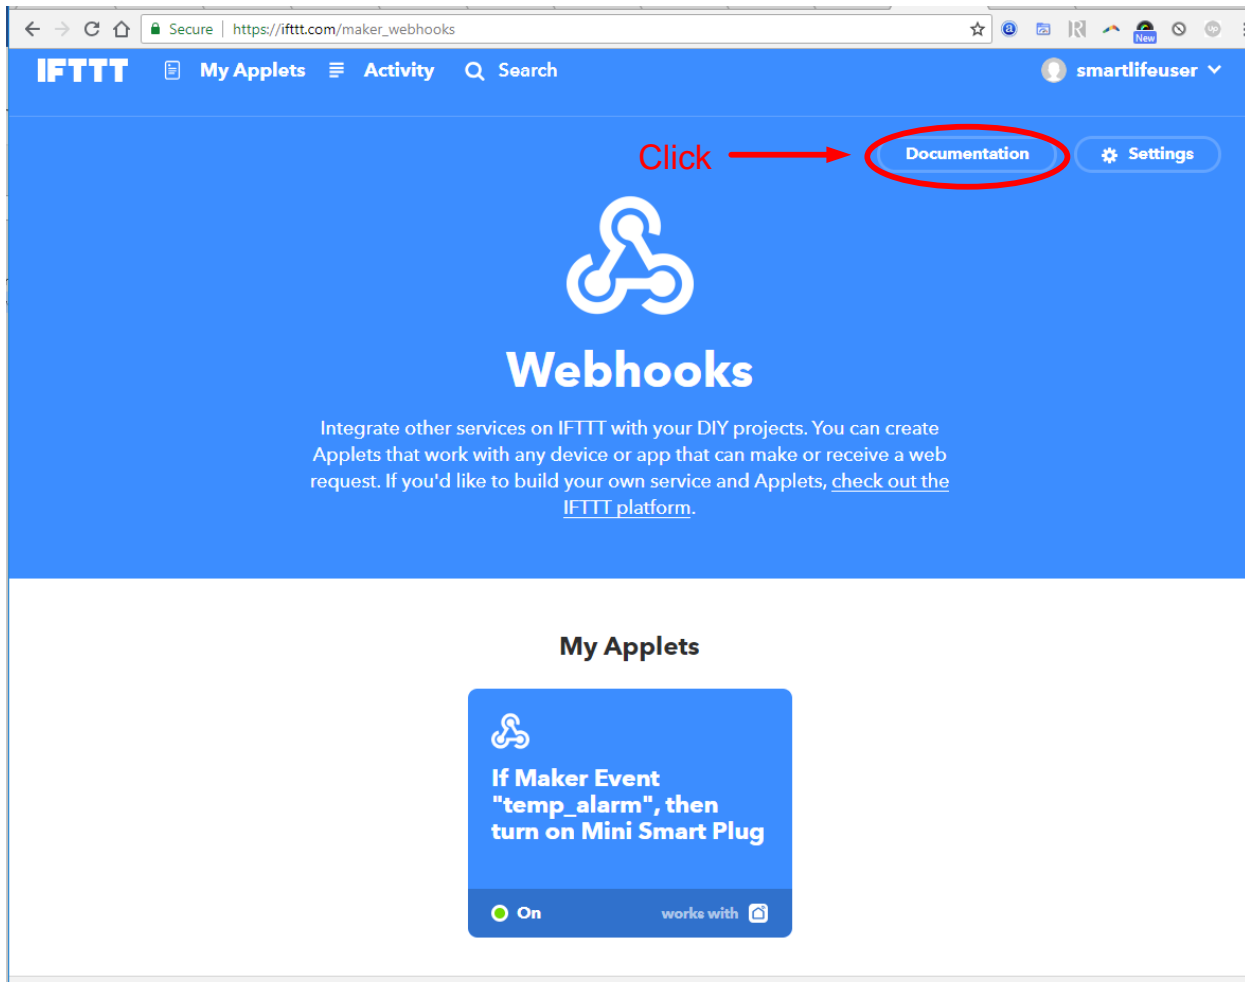 Secure | https://ifttt.com/maker_webhooks
New
IFTTT My Applets Activity Search smartlifeuser
Click Documentation Settings
Webhooks
Integrate other services on IFTTT with your DIY projects. You can create
Applets that work with any device or app that can make or receive a web
request. If you'd like to build your own service and Applets, check out the
IFTTT platform.
My Applets
If Maker Event
"temp_alarm", then
turn on Mini Smart Plug
On works with